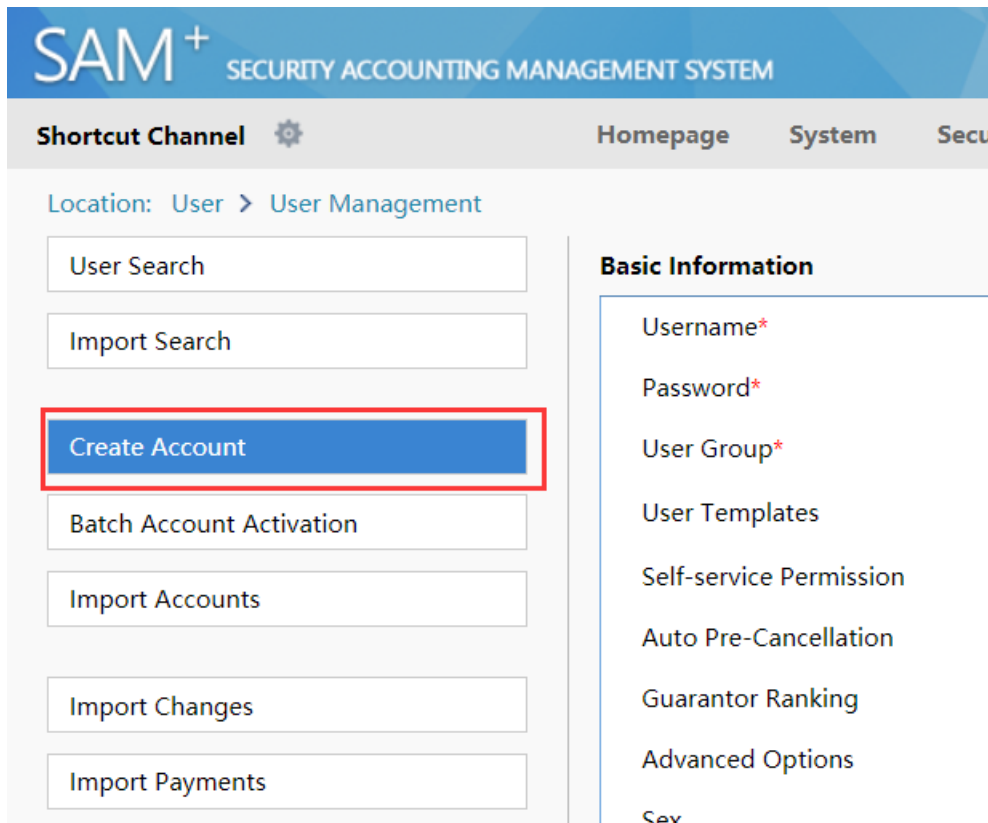 SAM+ SECURITY ACCOUNTING MANAGEMENT SYSTEM
Shortcut Channel Homepage System Secu
Location: User > User Management
User Search
Import Search
Create Account
Batch Account Activation
Import Accounts
Import Changes
Import Payments
Basic Information
Username*
Password*
User Group*
User Templates
Self-service Permission
Auto Pre-Cancellation
Guarantor Ranking
Advanced Options
Sex